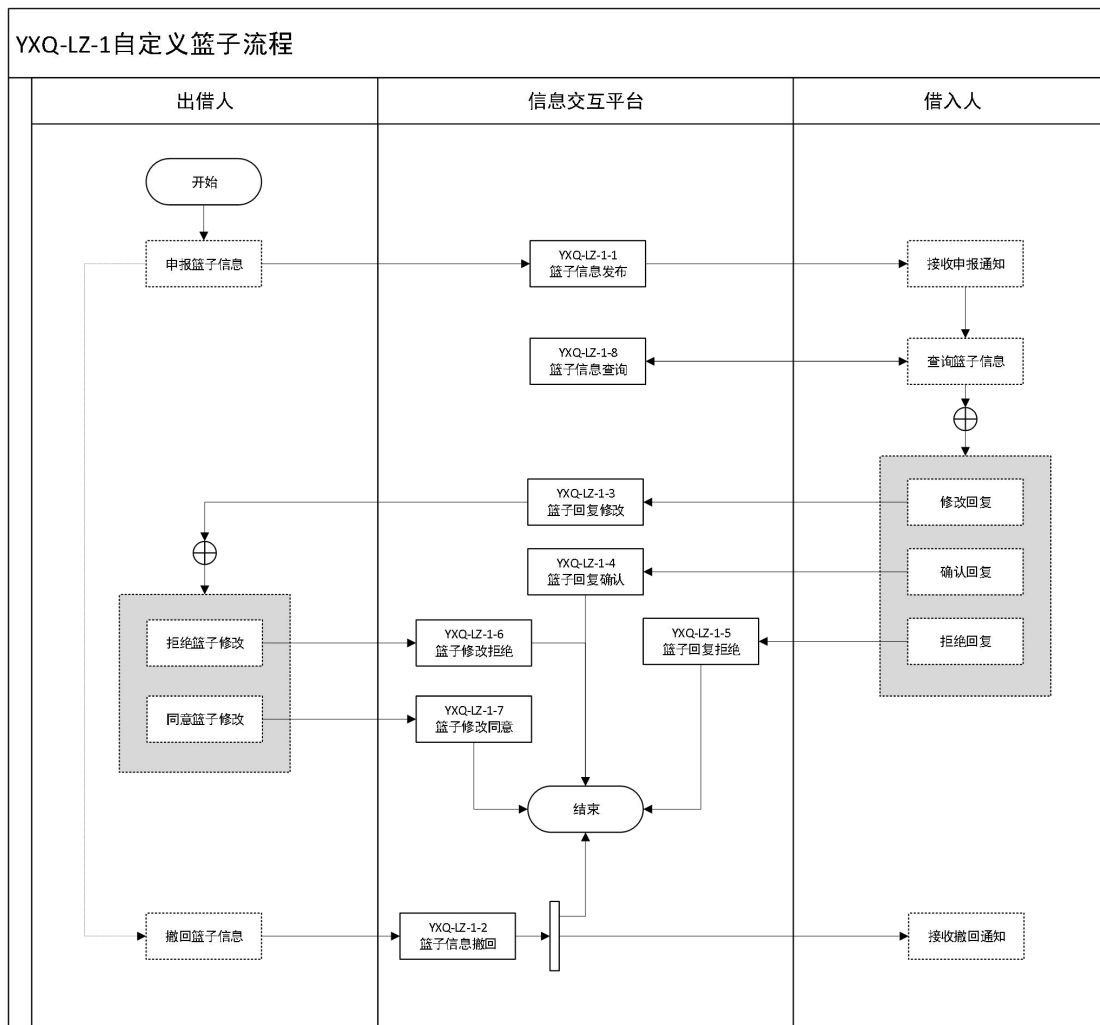 YXQ-LZ-1自定义篮子流程
出借人
信息交互平台
借入人
开始
申报篮子信息
YXQ-LZ-1-1
篮子信息发布
接收申报通知
YXQ-LZ-1-8
篮子信息查询
查询篮子信息
YXQ-LZ-1-3
篮子回复修改
修改回复
YXQ-LZ-1-4
篮子回复确认
确认回复
拒绝篮子修改
YXQ-LZ-1-6
篮子修改拒绝
YXQ-LZ-1-5
篮子回复拒绝
拒绝回复
同意篮子修改
YXQ-LZ-1-7
篮子修改同意
结束
撤回篮子信息
YXQ-LZ-1-2
篮子信息撤回
接收撤回通知